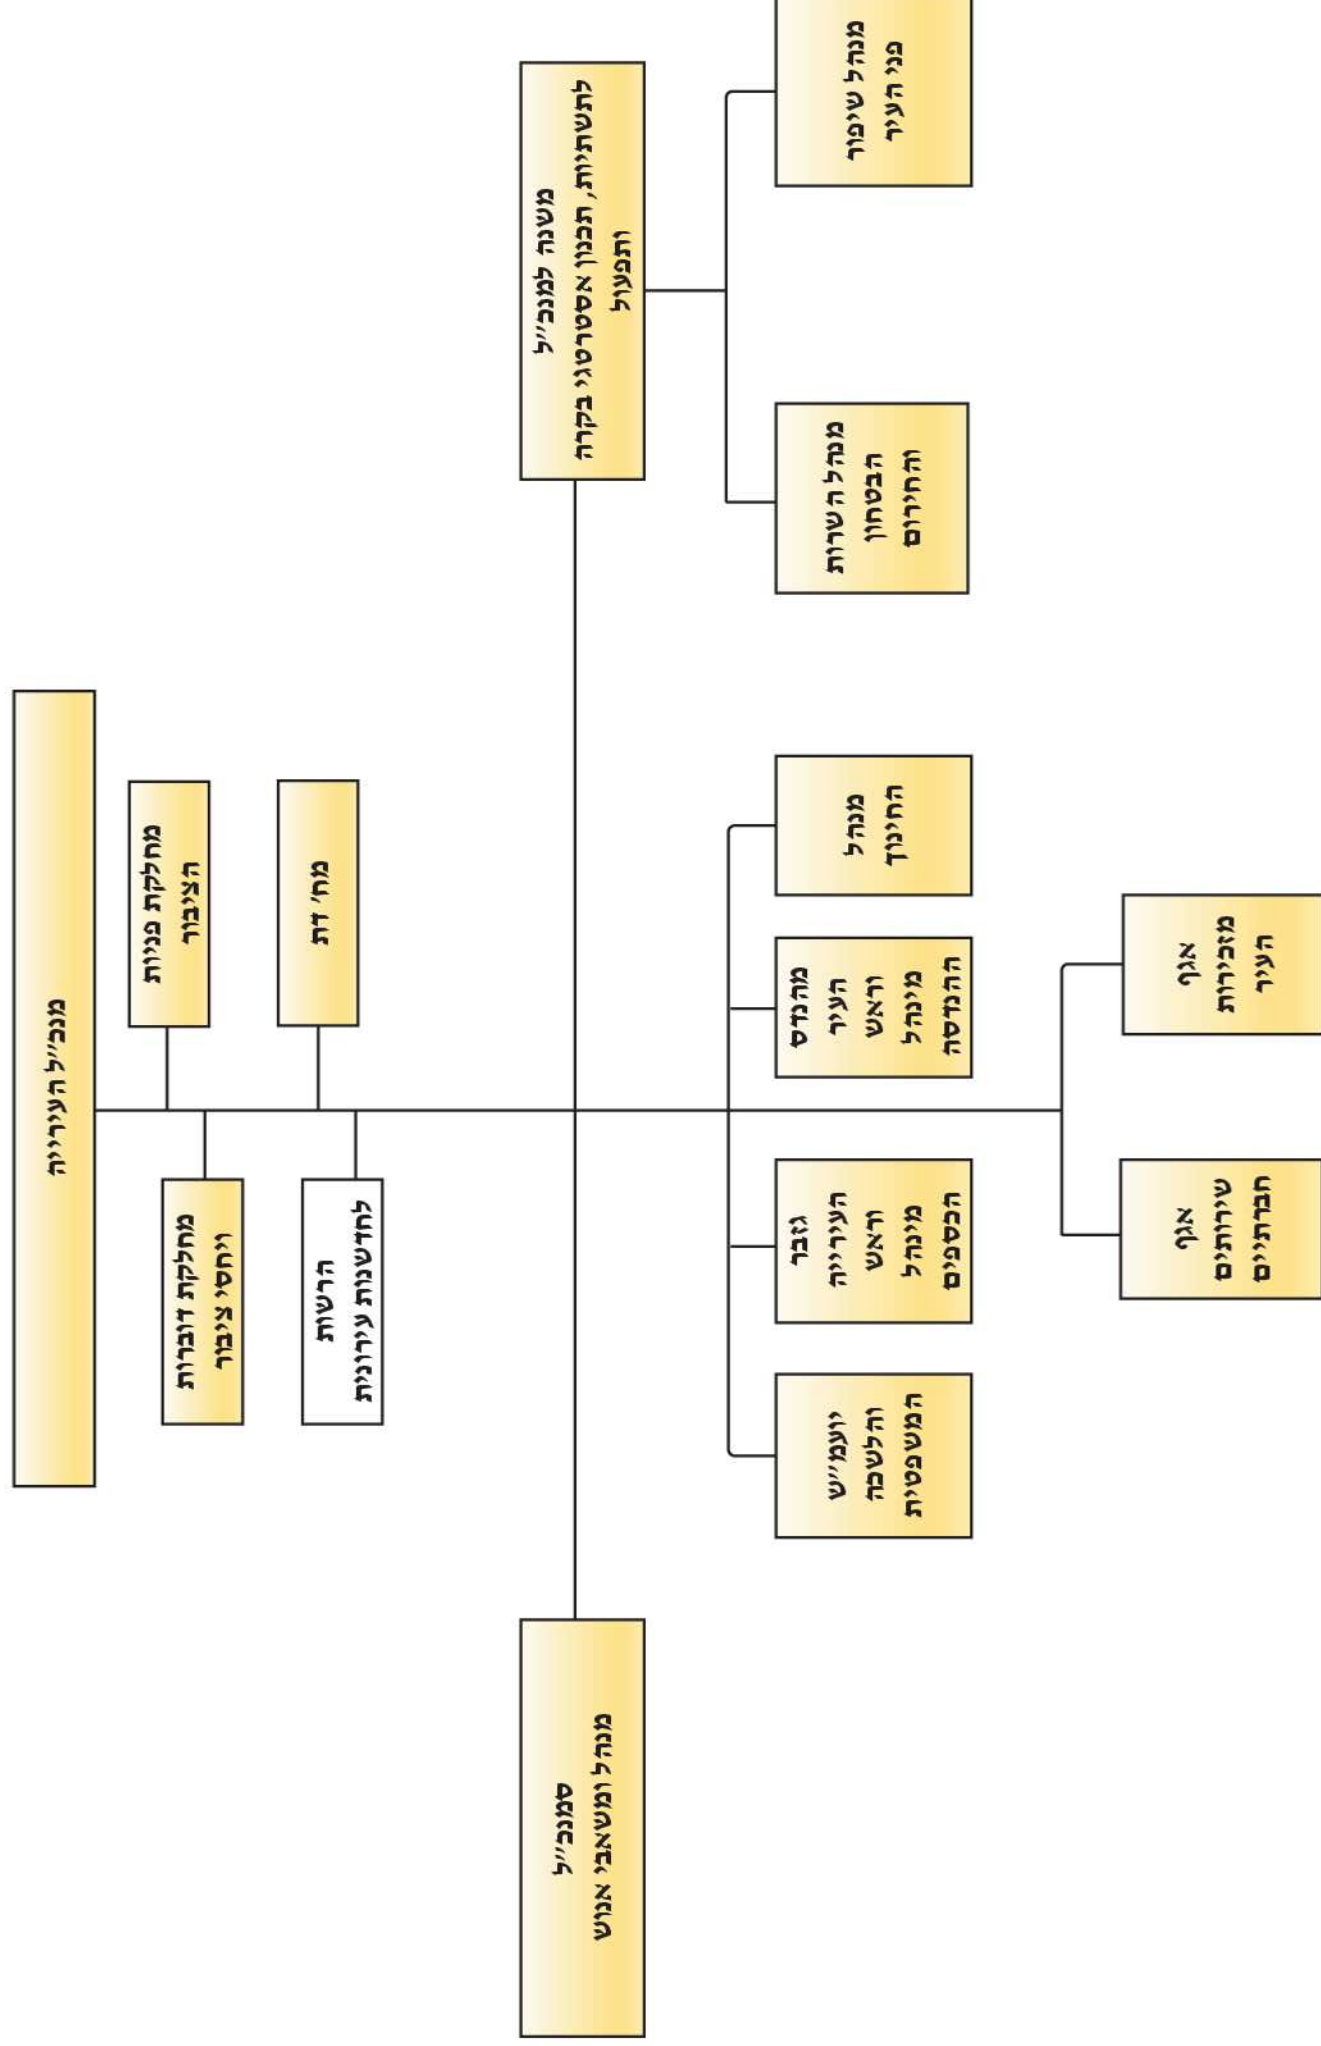 מנכ״ל העירייה
מחלקת פניות
הציבור
מחלקת דוברות
ויחסי ציבור
מח׳ דת
הרשות
לחדשנות עירונית
משנה למנכ״ל
לתשתיות, תכנון אסטרטגי בקרה
ותפעול
סמנכ״ל
מנהל ומשאבי אנוש
מנהל שיפור
פני העיר
מנהל השרות
הבטחון
והחירום
מנהל
החינוך
מהנדס
העיר
וראש
מינהל
ההנדסה
גזבר
העירייה
וראש
מינהל
הכספים
יועמ״ש
והלשכה
המשפטית
אגף
מזכירות
העיר
אגף
שירותים
חברתיים